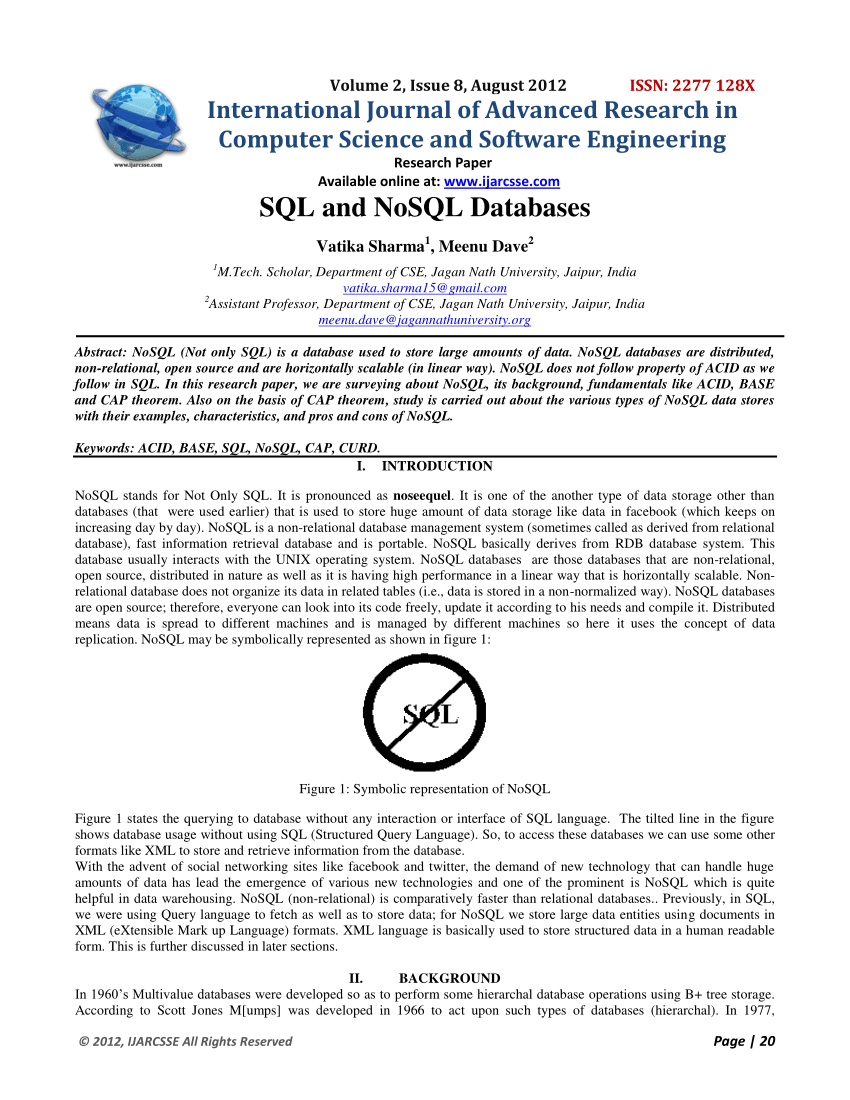 Volume 2, Issue 8, August 2012 ISSN: 2277 128X
International Journal of Advanced Research in
Computer Science and Software Engineering
www.ijarcsse.com
Research Paper
Available online at: www.ijarcsse.com
SQL and NoSQL Databases
Vatika Sharma1, Meenu Dave2
1M.Tech. Scholar, Department of CSE, Jagan Nath University, Jaipur, India
vatika.sharma15@gmail.com
2Assistant Professor, Department of CSE, Jagan Nath University, Jaipur, India
meenu.dave@jagannathuniversity.org
Abstract: NoSQL (Not only SQL) is a database used to store large amounts of data. NoSQL databases are distributed,
non-relational, open source and are horizontally scalable (in linear way). NoSQL does not follow property of ACID as we
follow in SQL. In this research paper, we are surveying about NoSQL, its background, fundamentals like ACID, BASE
and CAP theorem. Also on the basis of CAP theorem, study is carried out about the various types of NoSQL data stores
with their examples, characteristics, and pros and cons of NoSQL.
Keywords: ACID, BASE, SQL, NoSQL, CAP, CURD.
I. INTRODUCTION
NoSQL stands for Not Only SQL. It is pronounced as noseequel. It is one of the another type of data storage other than
databases (that were used earlier) that is used to store huge amount of data storage like data in facebook (which keeps on
increasing day by day). NoSQL is a non-relational database management system (sometimes called as derived from relational
database), fast information retrieval database and is portable. NoSQL basically derives from RDB database system. This
database usually interacts with the UNIX operating system. NoSQL databases are those databases that are non-relational,
open source, distributed in nature as well as it is having high performance in a linear way that is horizontally scalable. Non-
relational database does not organize its data in related tables (i.e., data is stored in a non-normalized way). NoSQL databases
are open source; therefore, everyone can look into its code freely, update it according to his needs and compile it. Distributed
means data is spread to different machines and is managed by different machines so here it uses the concept of data
replication. NoSQL may be symbolically represented as shown in figure 1:
SQL
Figure 1: Symbolic representation of NoSQL
Figure 1 states the querying to database without any interaction or interface of SQL language. The tilted line in the figure
shows database usage without using SQL (Structured Query Language). So, to access these databases we can use some other
formats like XML to store and retrieve information from the database.
With the advent of social networking sites like facebook and twitter, the demand of new technology that can handle huge
amounts of data has lead the emergence of various new technologies and one of the prominent is NoSQL which is quite
helpful in data warehousing. NoSQL (non-relational) is comparatively faster than relational databases.. Previously, in SQL,
we were using Query language to fetch as well as to store data; for NoSQL we store large data entities using documents in
XML (eXtensible Mark up Language) formats. XML language is basically used to store structured data in a human readable
form. This is further discussed in later sections.
II. BACKGROUND
In 1960's Multivalue databases were developed so as to perform some hierarchal database operations using B+ tree storage.
According to Scott Jones M[umps] was developed in 1966 to act upon such types of databases (hierarchal). In 1977,
© 2012, IJARCSSE All Rights Reserved Page | 20